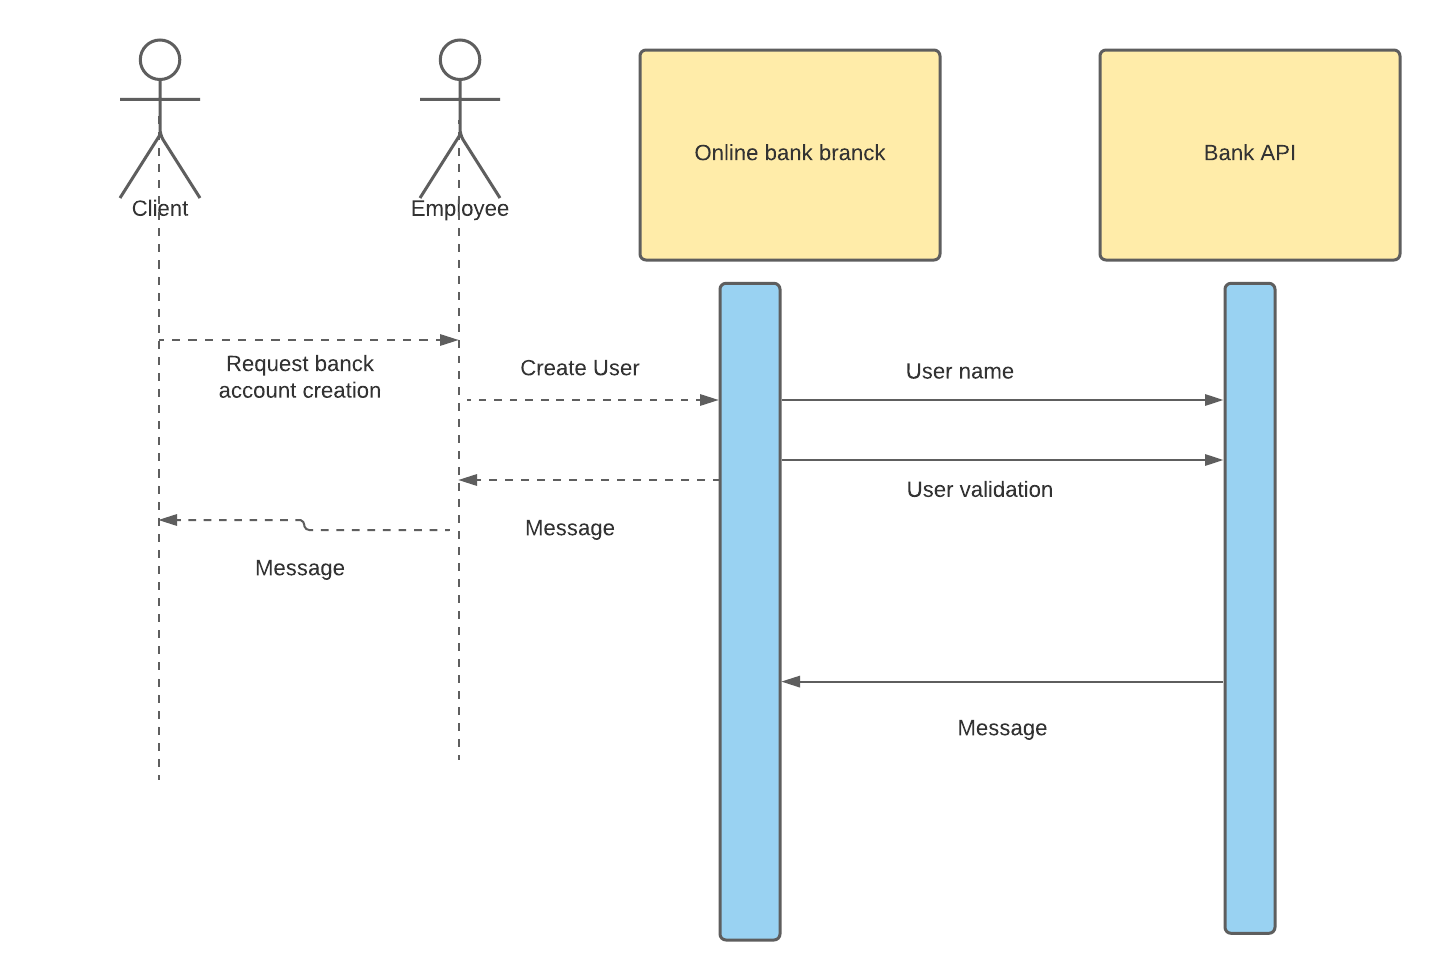 Client
Employee
Online bank branck
Bank API
Request banck
account creation
Create User
User name
User validation
Message
Message
Message